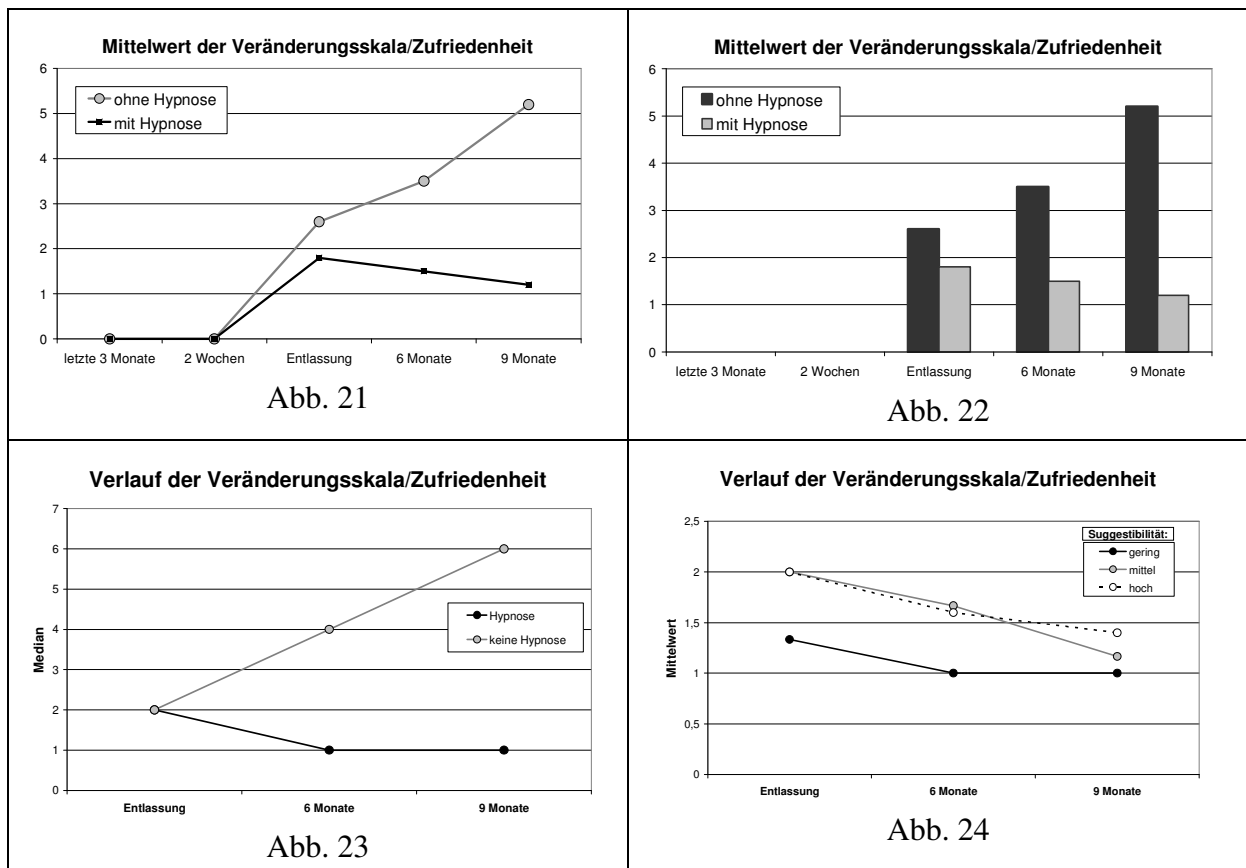 Mittelwert der Veränderungsskala/Zufriedenheit
6
5
4
3
2
1
0
ohne Hypnose
mit Hypnose
letzte 3 Monate 2 Wochen Entlassung 6 Monate 9 Monate
Abb. 21
Mittelwert der Veränderungsskala/Zufriedenheit
6
5
4
3
2
1
0
ohne Hypnose
mit Hypnose
letzte 3 Monate 2 Wochen Entlassung 6 Monate 9 Monate
Abb. 22
Verlauf der Veränderungsskala/Zufriedenheit
Median
7
6
5
4
3
2
1
0
Hypnose
keine Hypnose
Entlassung 6 Monate 9 Monate
Abb. 23
Verlauf der Veränderungsskala/Zufriedenheit
Mittelwert
2,5
2
1,5
1
0,5
0
Suggestibilität:
gering
mittel
hoch
Entlassung 6 Monate 9 Monate
Abb. 24